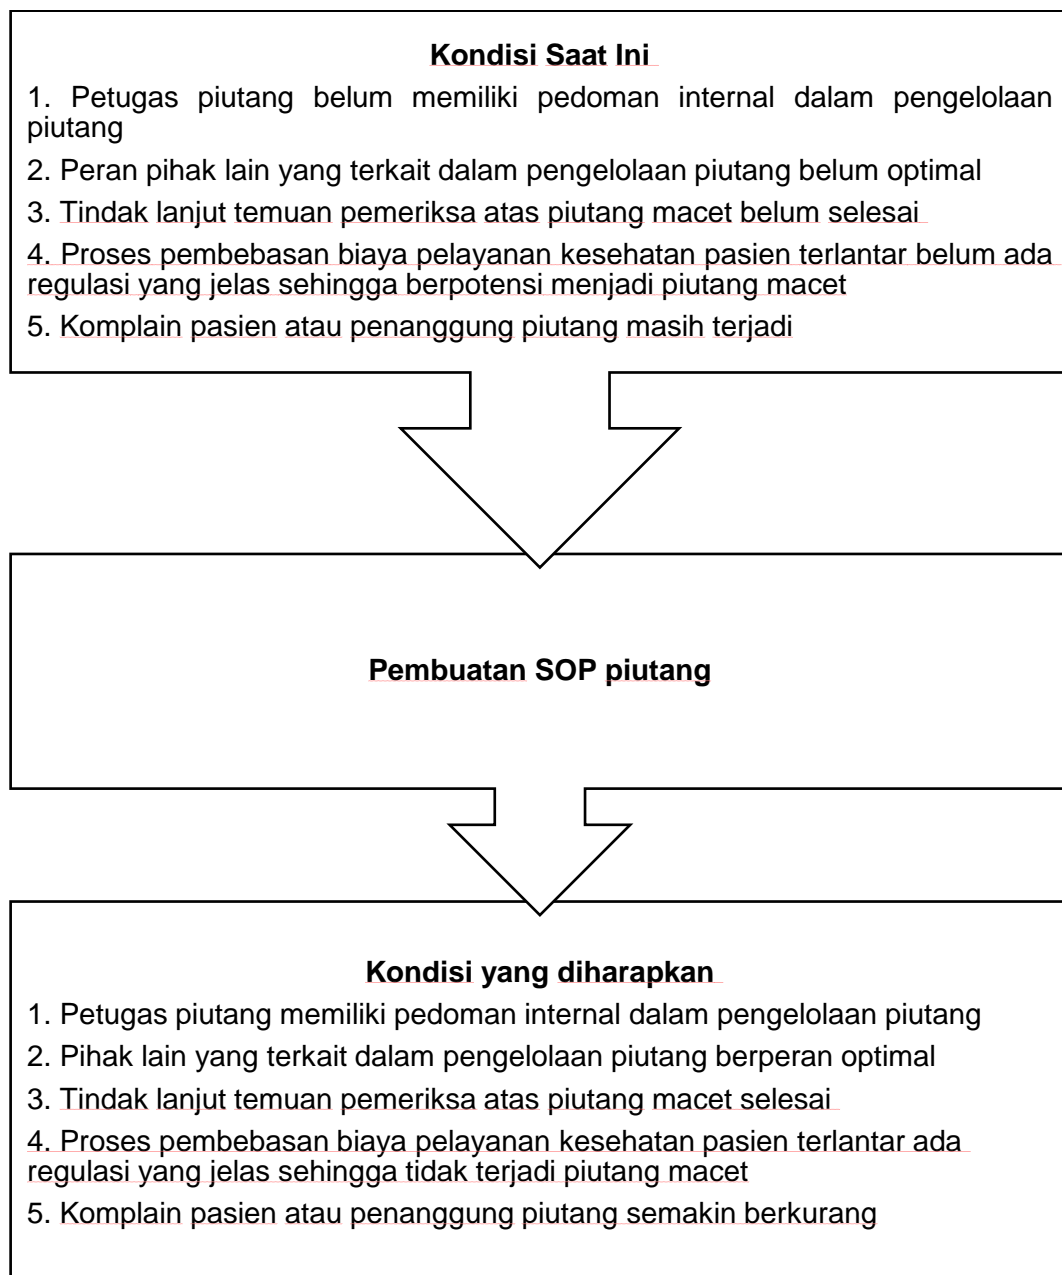 Kondisi Saat Ini
1. Petugas piutang belum memiliki pedoman internal dalam pengelolaan
piutang
2. Peran pihak lain yang terkait dalam pengelolaan piutang belum optimal
3. Tindak lanjut temuan pemeriksa atas piutang macet belum selesai
4. Proses pembebasan biaya pelayanan kesehatan pasien terlantar belum ada
regulasi yang jelas sehingga berpotensi menjadi piutang macet
5. Komplain pasien atau penanggung piutang masih terjadi
Pembuatan SOP piutang
Kondisi yang diharapkan
1. Petugas piutang memiliki pedoman internal dalam pengelolaan piutang
2. Pihak lain yang terkait dalam pengelolaan piutang berperan optimal
3. Tindak lanjut temuan pemeriksa atas piutang macet selesai
4. Proses pembebasan biaya pelayanan kesehatan pasien terlantar ada
regulasi yang jelas sehingga tidak terjadi piutang macet
5. Komplain pasien atau penanggung piutang semakin berkurang